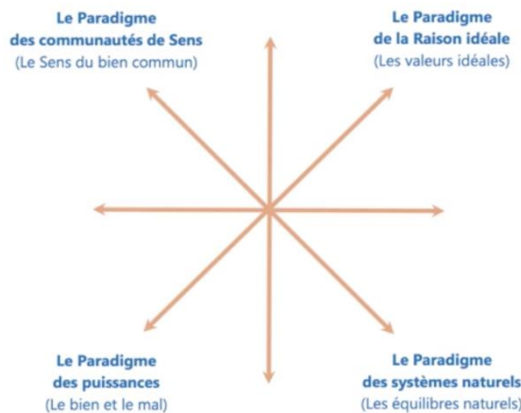 Le Paradigme
des communautés de Sens
(Le Sens du bien commun)
Le Paradigme
de la Raison idéale
(Les valeurs idéales)
Le Paradigme
des puissances
(Le bien et le mal)
Le Paradigme
des systèmes naturels
(Les équilibres naturels)